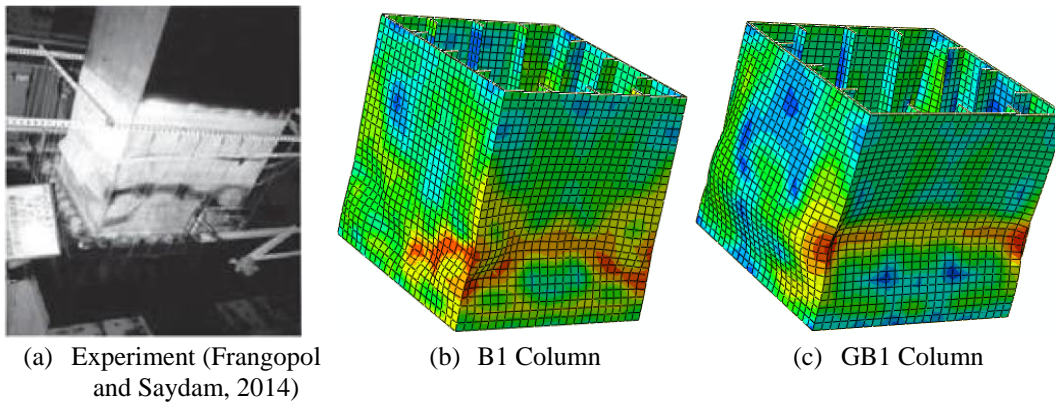 (a) Experiment (Frangopol
and Saydam, 2014)
(b) B1 Column
(c) GB1 Column